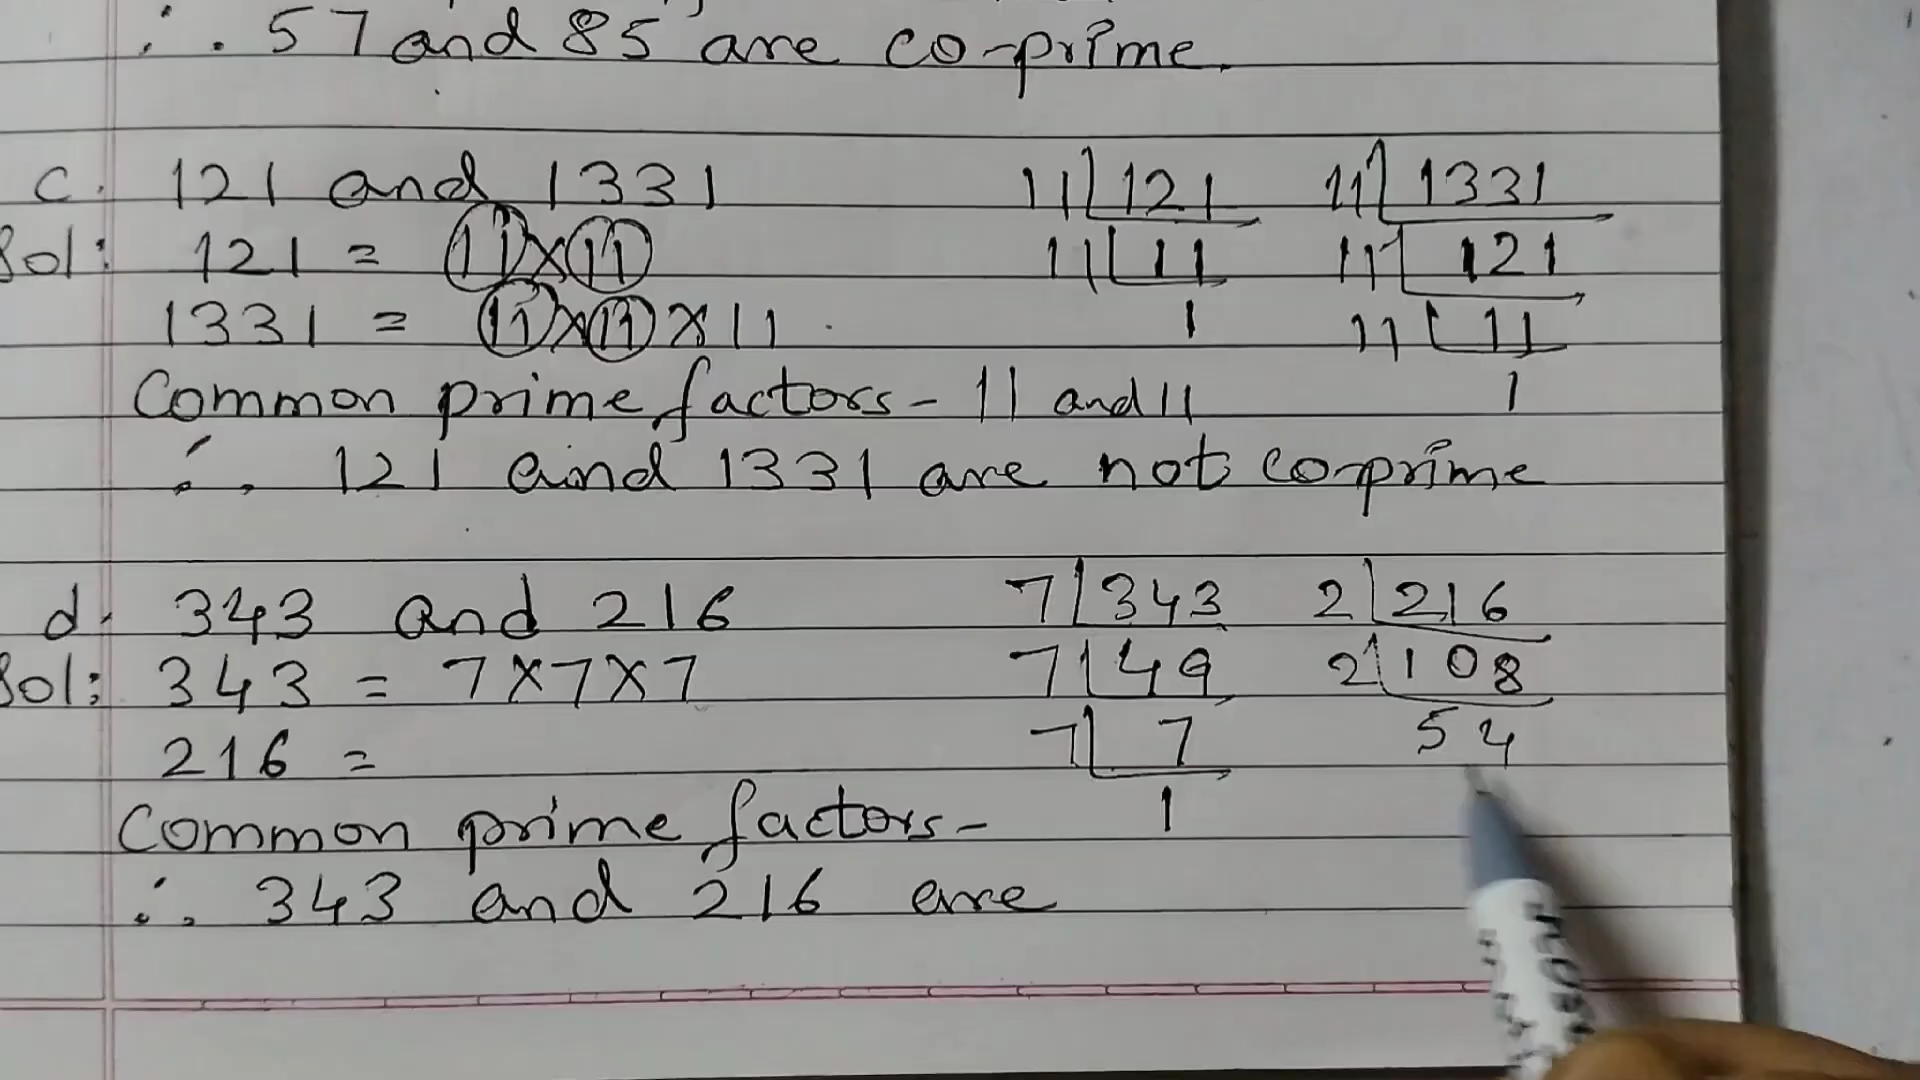 ∴ 57 and 85 are co-prime.
c. 121 and 1331
Sol: 121 = 11×11
1331 = 11×11×11
Common prime factors- 11 and 11
∴ 121 and 1331 are not co-prime
11 121
11 11
1
11 1331
11 121
11 11
1
d. 343 and 216
Sol: 343 = 7×7×7
216 =
Common prime factors-
∴ 343 and 216 are
7 343
7 49
7 7
1
2 216
2 108
54